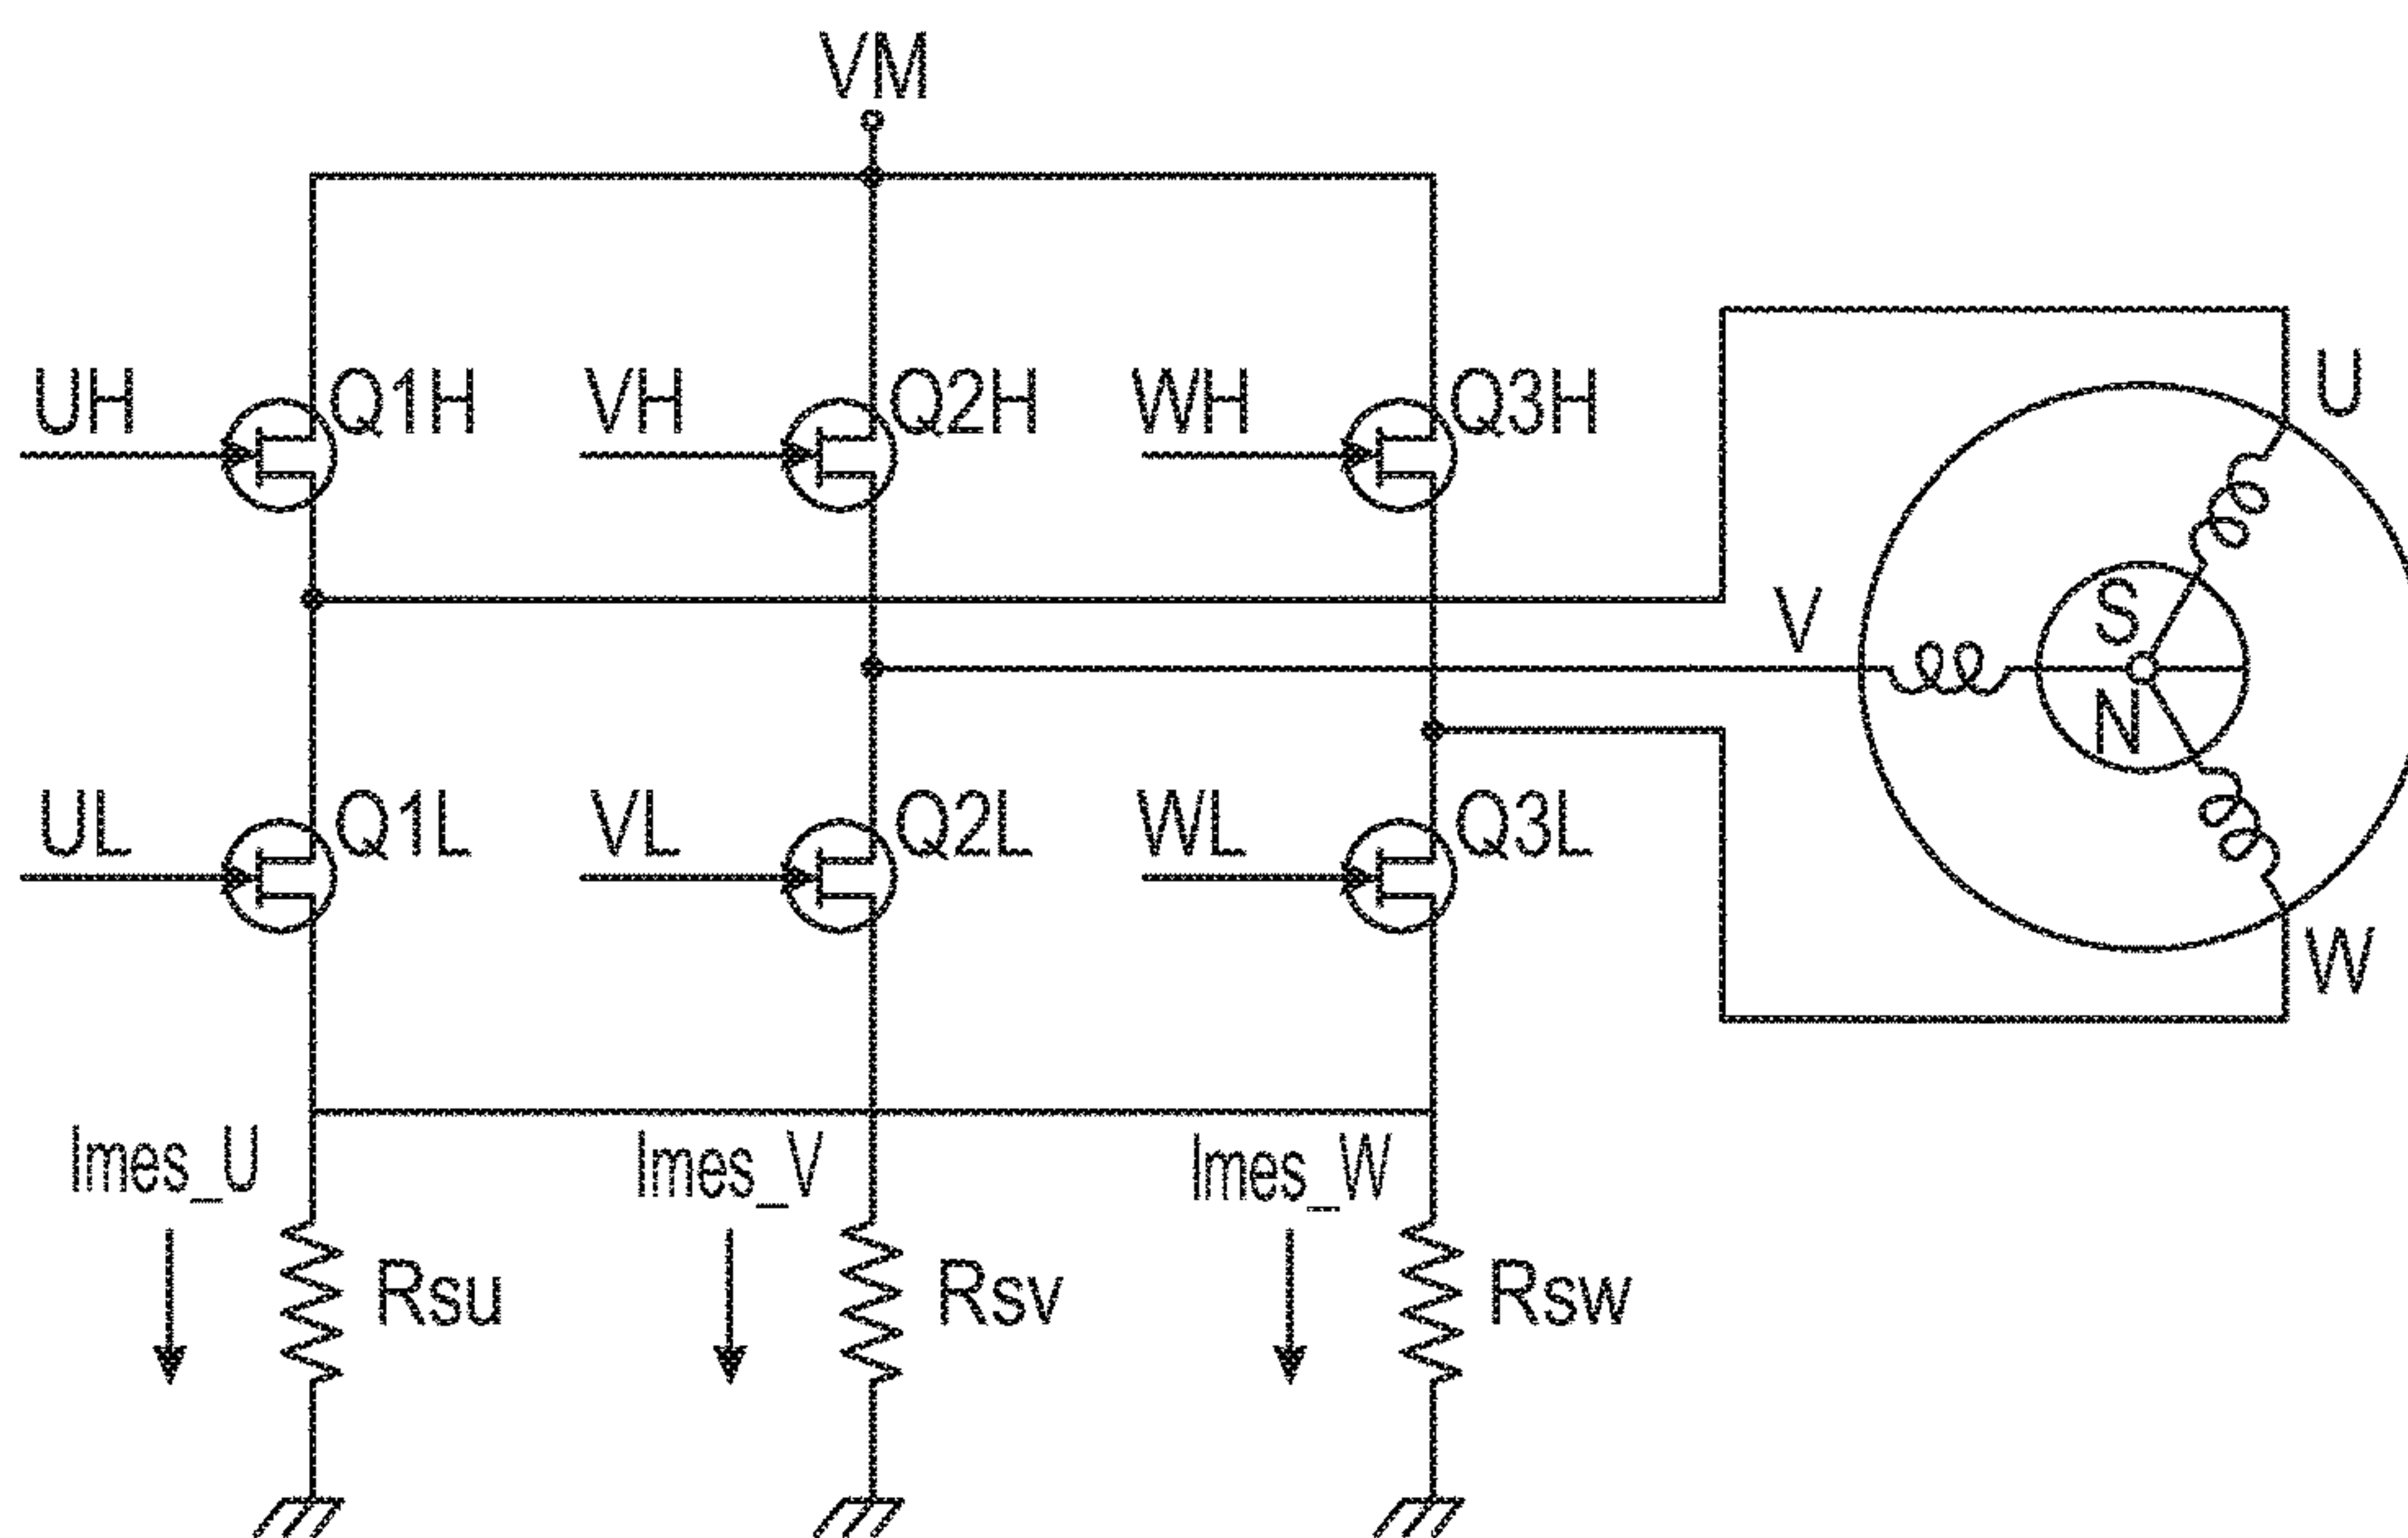 VM
UH
Q1H
VH
Q2H
WH
Q3H
U
V
S
N
UL
Q1L
VL
Q2L
WL
Q3L
W
Imes_U
Imes_V
Imes_W
Rsu
Rsv
Rsw